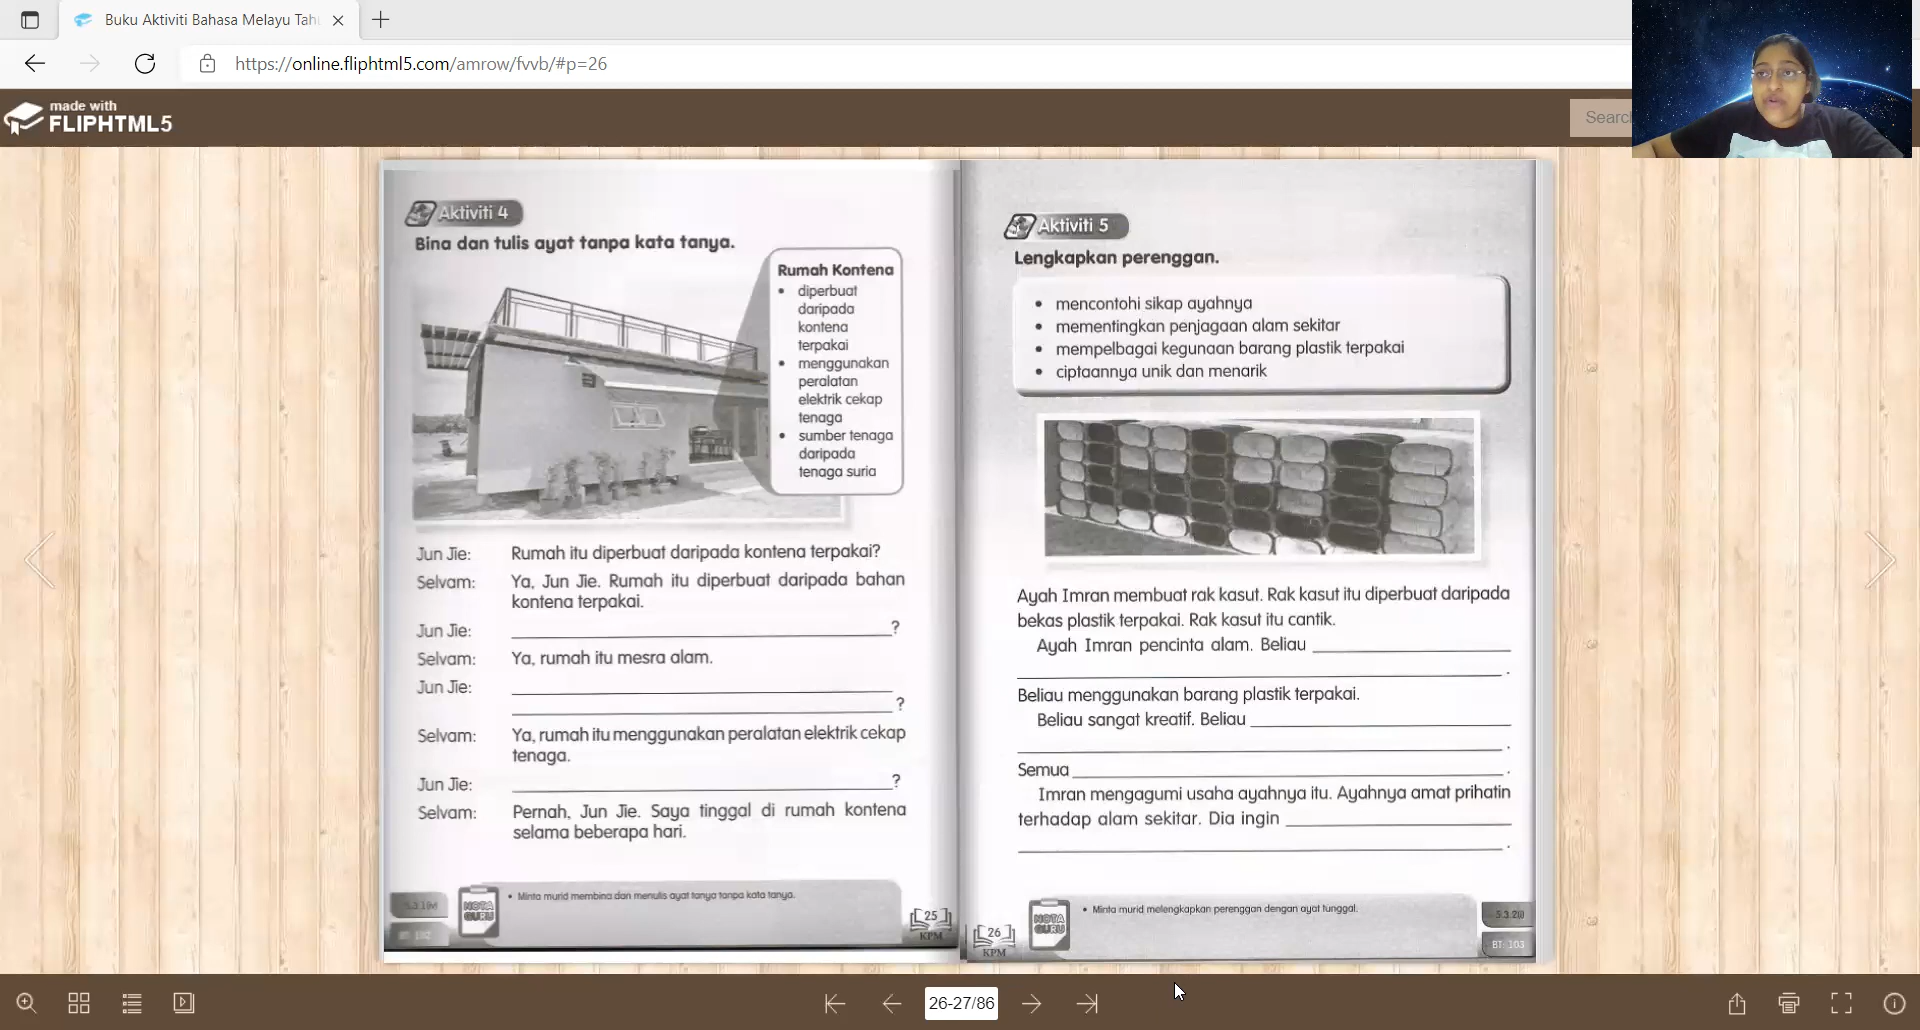 Buku Aktiviti Bahasa Melayu Tah
https://online.fliphtml5.com/amrow/fvvb/#p=26
made with
FLIPHTML5
Searc
Aktiviti 4
Bina dan tulis ayat tanpa kata tanya.
Rumah Kontena
• diperbuat
daripada
kontena
terpakai
• menggunakan
peralatan
elektrik cekap
tenaga
• sumber tenaga
daripada
tenaga suria
Jun Jie: Rumah itu diperbuat daripada kontena terpakai?
Selvam: Ya, Jun Jie. Rumah itu diperbuat daripada bahan
kontena terpakai.
Jun Jie: ?
Selvam: Ya, rumah itu mesra alam.
Jun Jie:
?
Selvam: Ya, rumah itu menggunakan peralatan elektrik cekap
tenaga.
Jun Jie: ?
Selvam: Pernah, Jun Jie. Saya tinggal di rumah kontena
selama beberapa hari.
NOTA
GURU
• Minta murid membina dan menulis ayat tanya tanpa kata tanya.
25
KPM
Aktiviti 5
Lengkapkan perenggan.
• mencontohi sikap ayahnya
• mementingkan penjagaan alam sekitar
• mempelbagai kegunaan barang plastik terpakai
• ciptaannya unik dan menarik
Ayah Imran membuat rak kasut. Rak kasut itu diperbuat daripada
bekas plastik terpakai. Rak kasut itu cantik.
Ayah Imran pencinta alam. Beliau
.
Beliau menggunakan barang plastik terpakai.
Beliau sangat kreatif. Beliau
.
Semua .
Imran mengagumi usaha ayahnya itu. Ayahnya amat prihatin
terhadap alam sekitar. Dia ingin
.
26
KPM
NOTA
GURU
• Minta murid melengkapkan perenggan dengan ayat tunggal.
5.3.2(i)
BT: 103
26-27/86